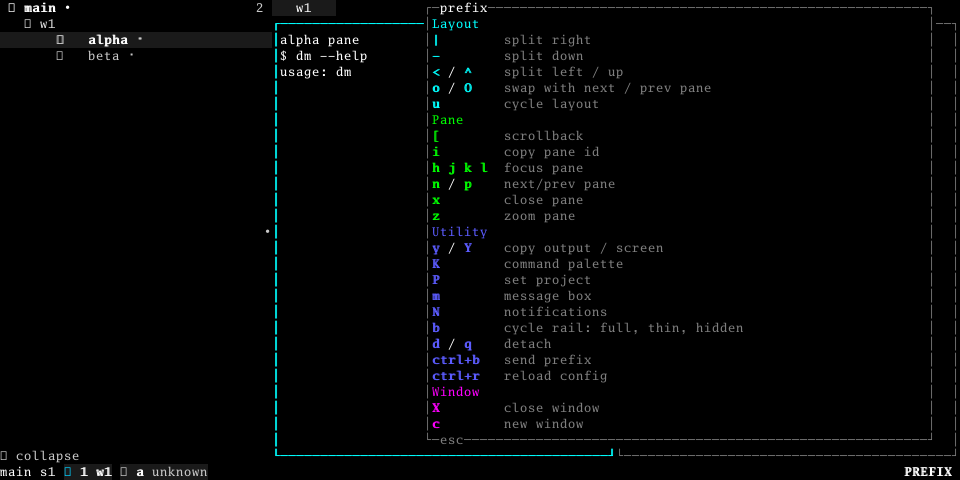 main • 2 w1 prefix
w1 Layout
alpha • alpha pane | split right
beta • $ dm --help - split down
usage: dm < / ^ split left / up
o / O swap with next / prev pane
u cycle layout
Pane
[ scrollback
i copy pane id
h j k l focus pane
n / p next/prev pane
x close pane
z zoom pane
Utility
y / Y copy output / screen
K command palette
P set project
m message box
N notifications
b cycle rail: full, thin, hidden
d / q detach
ctrl+b send prefix
ctrl+r reload config
Window
X close window
c new window
esc
collapse
main s1 1 w1 a unknown PREFIX